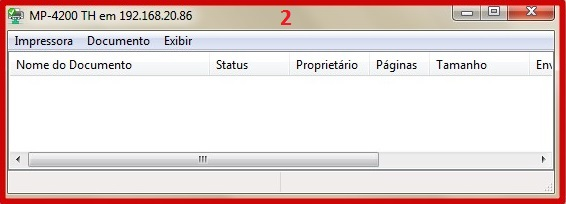 MP-4200 TH em 192.168.20.86 2
Impressora Documento Exibir
Nome do Documento Status Proprietário Páginas Tamanho Env